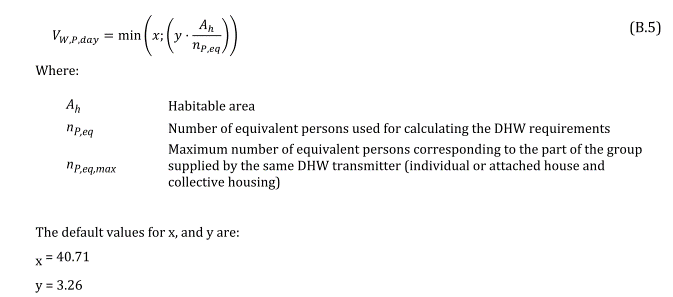 V_{W,P,day} = min(x; (y · A_h / n_{P,eq})) (B.5)
Where:
A_h Habitable area
n_{P,eq} Number of equivalent persons used for calculating the DHW requirements
Maximum number of equivalent persons corresponding to the part of the group
n_{P,eq,max} supplied by the same DHW transmitter (individual or attached house and
collective housing)
The default values for x, and y are:
x = 40.71
y = 3.26